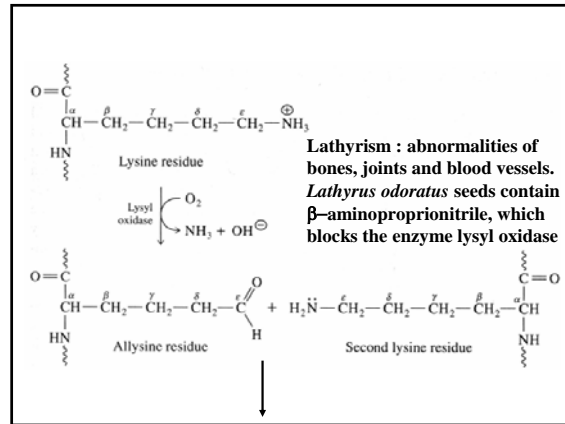 O=C
α β γ δ ε ⊕
CH—CH₂—CH₂—CH₂—CH₂—NH₃
HN
Lysine residue
Lysyl oxidase
O₂
NH₃ + OH⊖
Lathyrism : abnormalities of
bones, joints and blood vessels.
Lathyrus odoratus seeds contain
β–aminoproprionitrile, which
blocks the enzyme lysyl oxidase
O=C
α β γ δ ε O
CH—CH₂—CH₂—CH₂—C
H
HN
Allysine residue
+
C=O
ε δ γ β α
H₂N̈—CH₂—CH₂—CH₂—CH₂—CH
NH
Second lysine residue